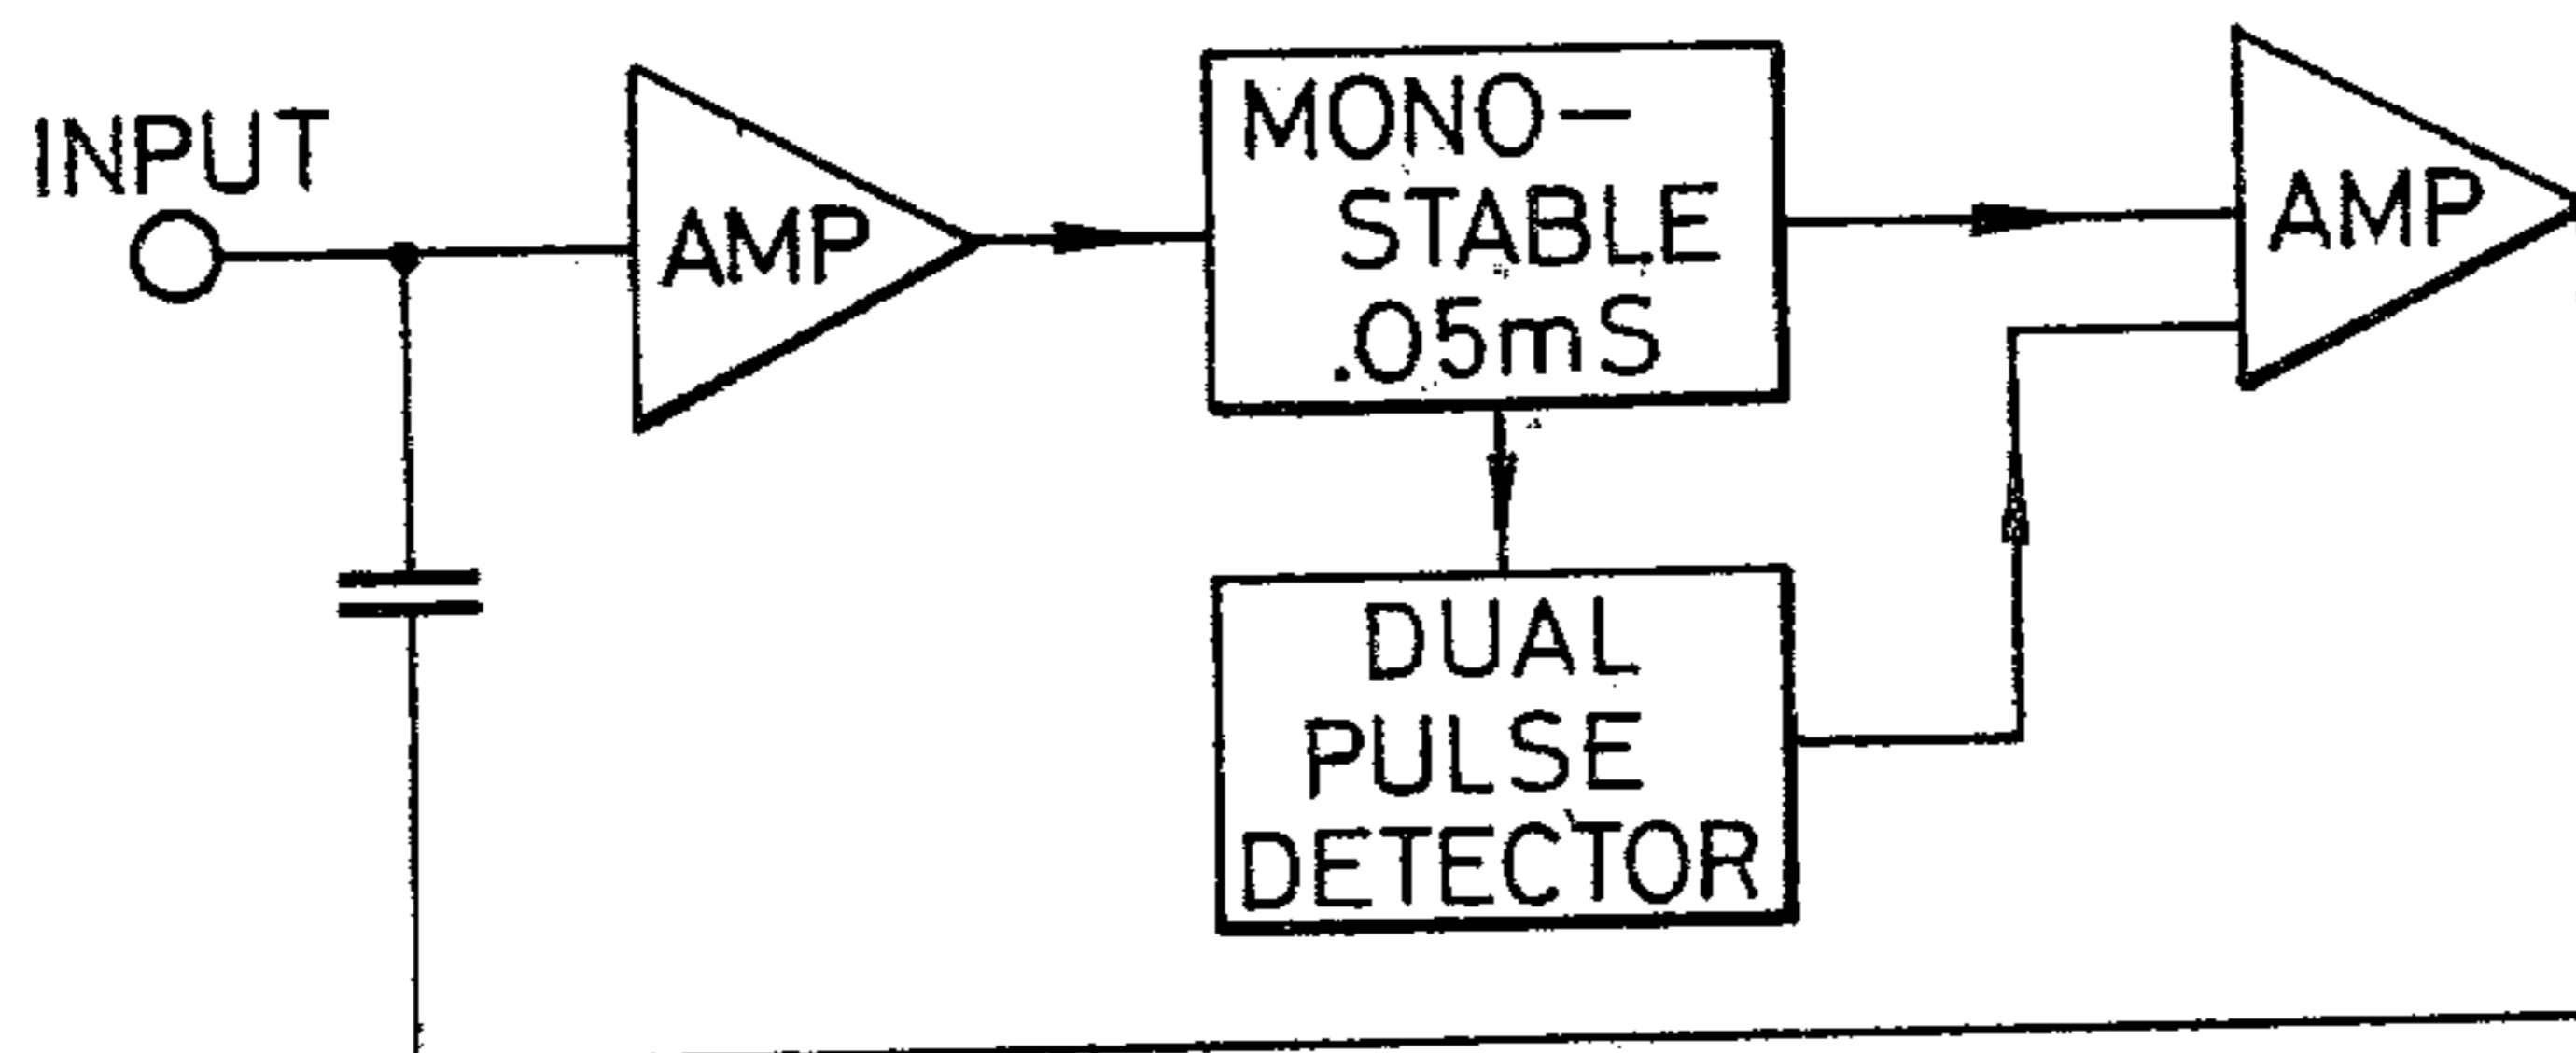 INPUT
AMP
MONO-
STABLE
.05mS
AMP
DUAL
PULSE
DETECTOR